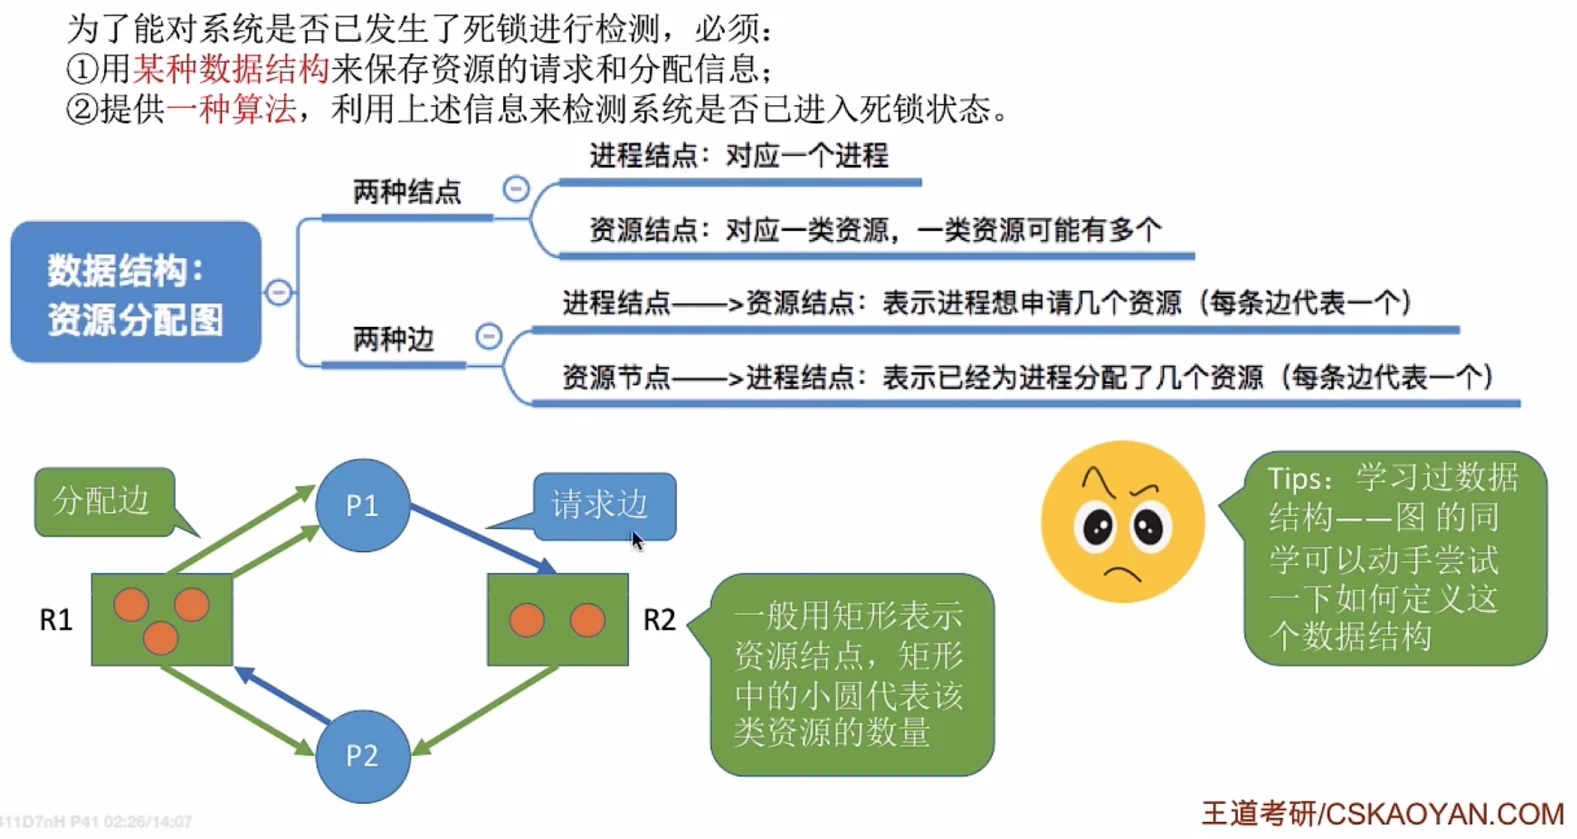 为了能对系统是否已发生了死锁进行检测，必须：
①用某种数据结构来保存资源的请求和分配信息；
②提供一种算法，利用上述信息来检测系统是否已进入死锁状态。
进程结点：对应一个进程
两种结点
资源结点：对应一类资源，一类资源可能有多个
数据结构：
资源分配图
进程结点——>资源结点：表示进程想申请几个资源（每条边代表一个）
两种边
资源节点——>进程结点：表示已经为进程分配了几个资源（每条边代表一个）
分配边
P1
请求边
R1
R2
P2
一般用矩形表示
资源结点，矩形
中的小圆代表该
类资源的数量
Tips：学习过数据
结构——图 的同
学可以动手尝试
一下如何定义这
个数据结构
王道考研/CSKAOYAN.COM
411D7nH P41 02:26/14:07